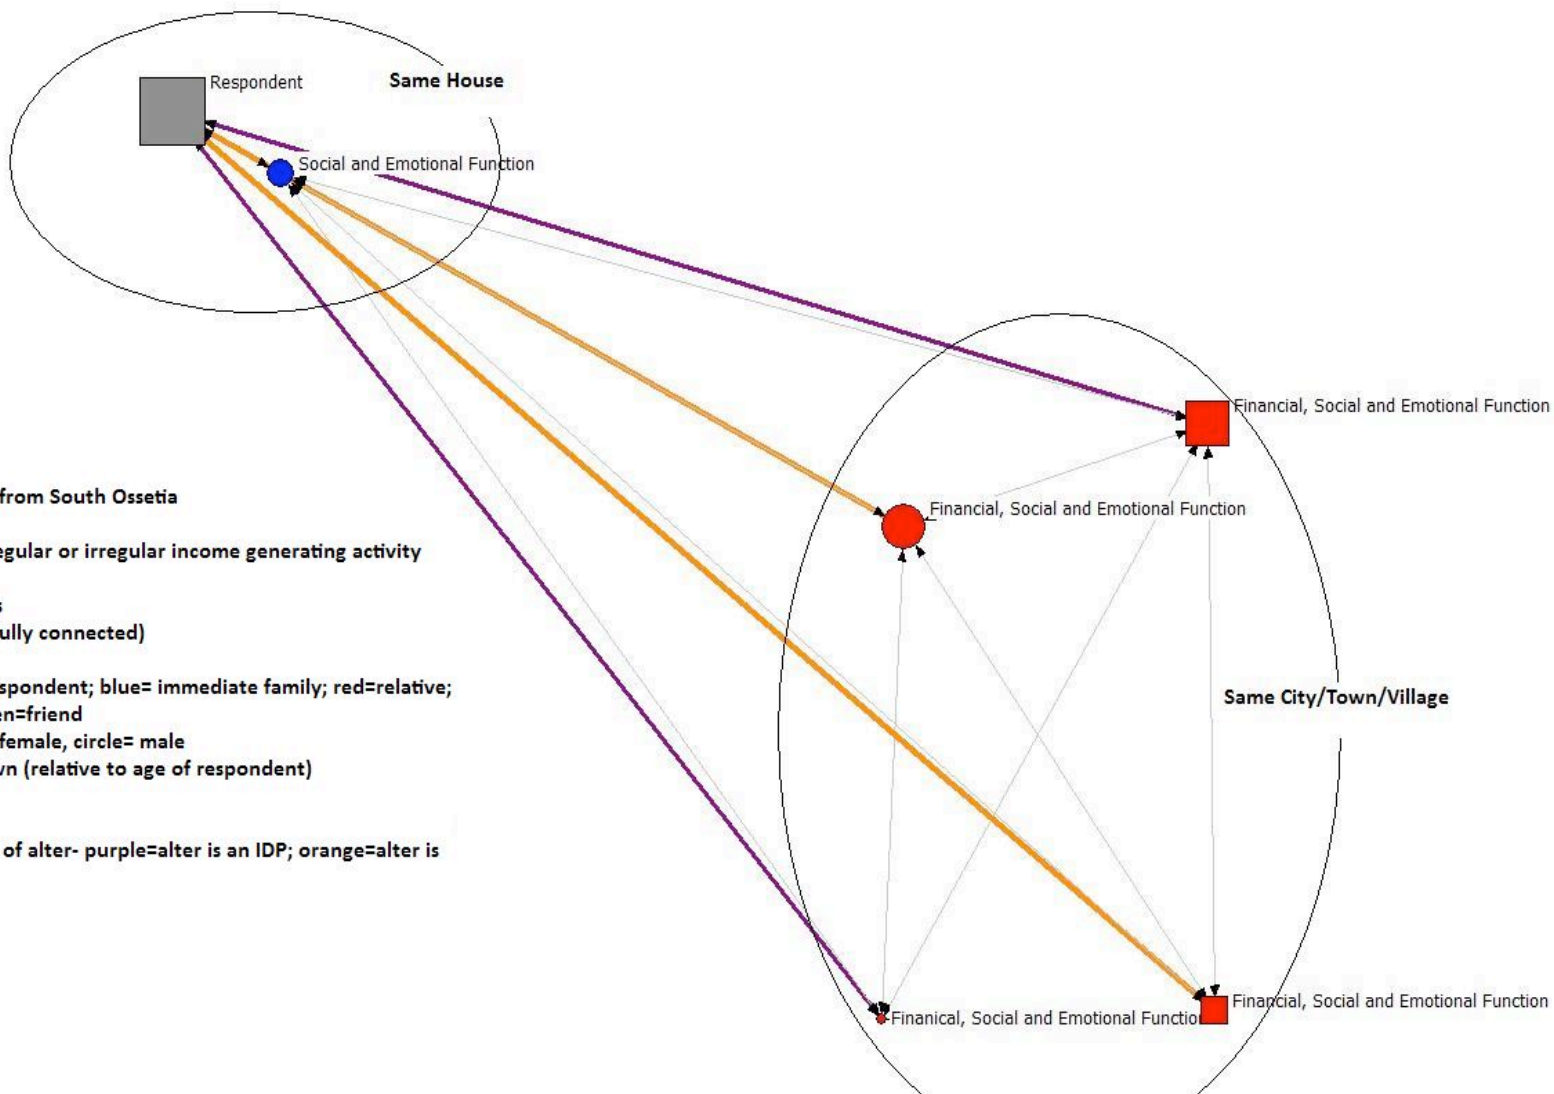 Respondent
Same House
Social and Emotional Function
Financial, Social and Emotional Function
Financial, Social and Emotional Function
Same City/Town/Village
Financial, Social and Emotional Function
Finanical, Social and Emotional Function
from South Ossetia
egular or irregular income generating activity
s
ully connected)
spondent; blue= immediate family; red=relative;
en=friend
female, circle= male
wn (relative to age of respondent)
of alter- purple=alter is an IDP; orange=alter is